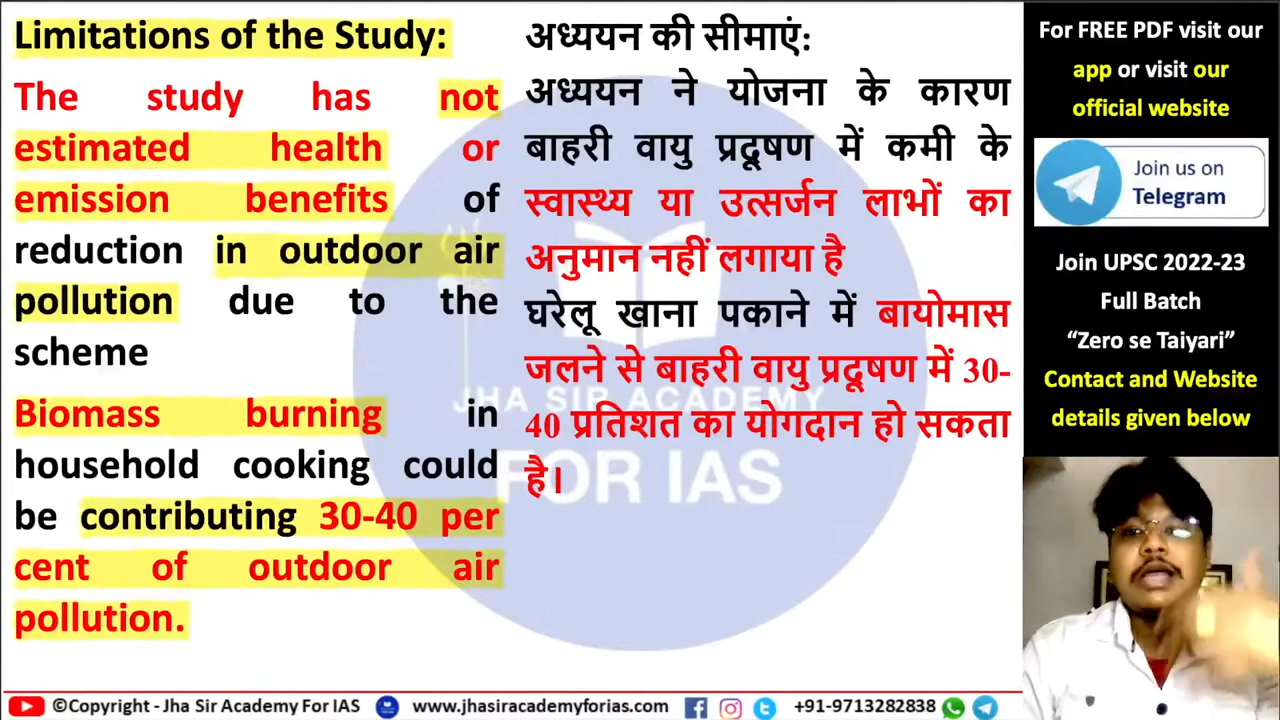 Limitations of the Study:
The study has not
estimated health or
emission benefits of
reduction in outdoor air
pollution due to the
scheme
Biomass burning in
household cooking could
be contributing 30-40 per
cent of outdoor air
pollution.
अध्ययन की सीमाएं:
अध्ययन ने योजना के कारण
बाहरी वायु प्रदूषण में कमी के
स्वास्थ्य या उत्सर्जन लाभों का
अनुमान नहीं लगाया है
घरेलू खाना पकाने में बायोमास
जलने से बाहरी वायु प्रदूषण में 30-
40 प्रतिशत का योगदान हो सकता
है।
JHA SIR ACADEMY
FOR IAS
For FREE PDF visit our
app or visit our
official website
Join us on
Telegram
Join UPSC 2022-23
Full Batch
“Zero se Taiyari”
Contact and Website
details given below
©Copyright - Jha Sir Academy For IAS
www.jhasiracademyforias.com
+91-9713282838